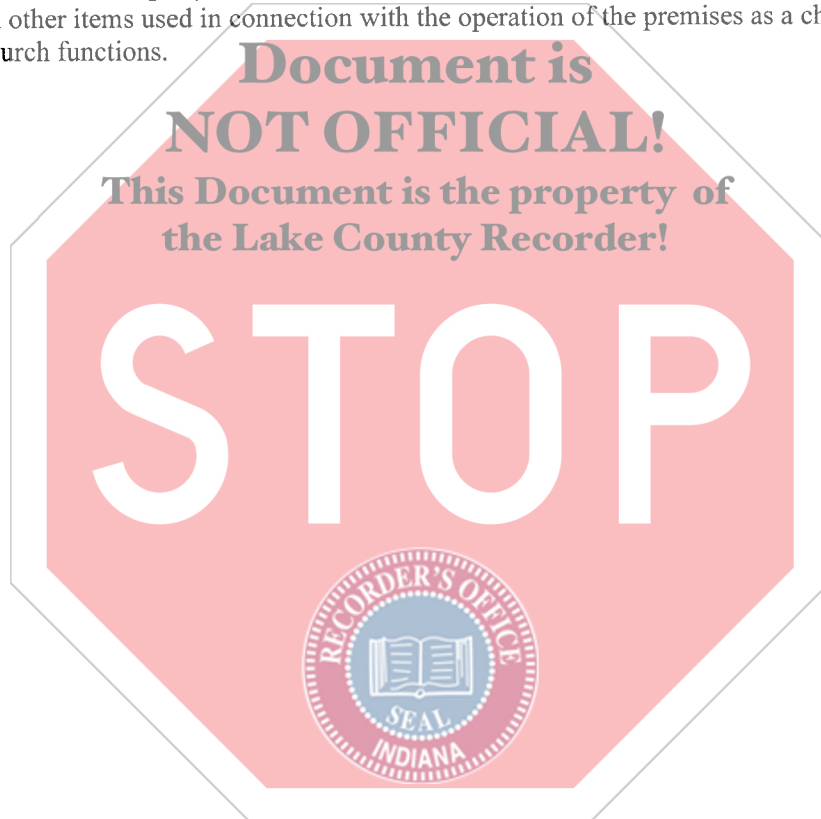 other items used in connection with the operation of the premises as a ch
urch functions.
Document is
NOT OFFICIAL!
This Document is the property of
the Lake County Recorder!
STOP
RECORDER'S OFFICE
SEAL
INDIANA